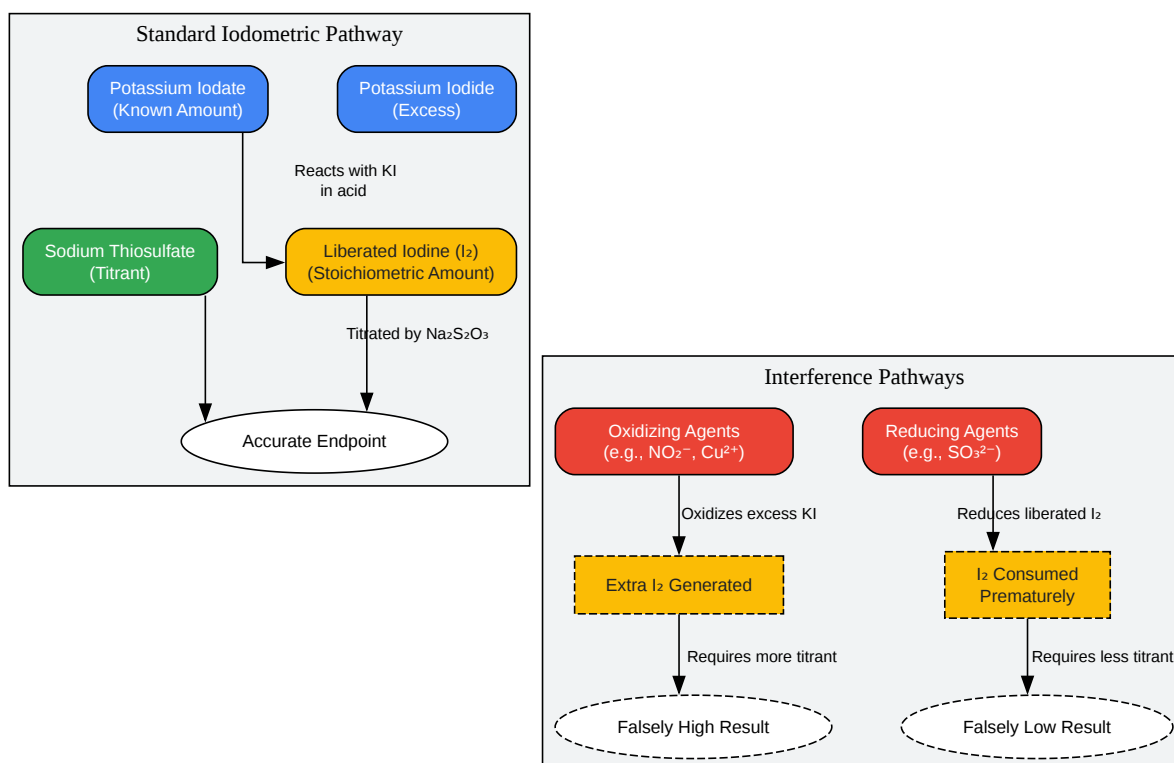 Standard Iodometric Pathway
Potassium Iodate
(Known Amount)
Potassium Iodide
(Excess)
Reacts with KI
in acid
Sodium Thiosulfate
(Titrant)
Liberated Iodine (I₂)
(Stoichiometric Amount)
Titrated by Na₂S₂O₃
Accurate Endpoint
Interference Pathways
Oxidizing Agents
(e.g., NO₂⁻, Cu²⁺)
Reducing Agents
(e.g., SO₃²⁻)
Oxidizes excess KI
Reduces liberated I₂
Extra I₂ Generated
I₂ Consumed
Prematurely
Requires more titrant
Requires less titrant
Falsely High Result
Falsely Low Result